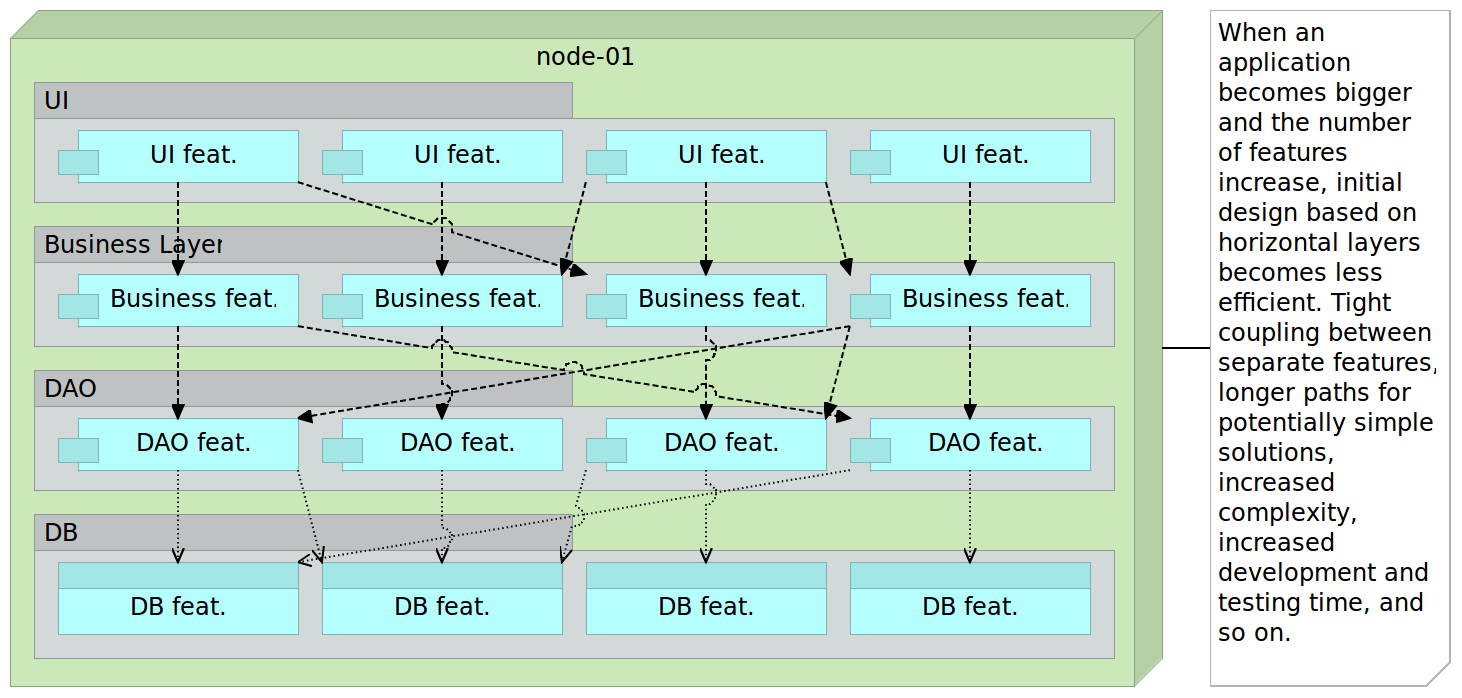 node-01
UI
UI feat.
UI feat.
UI feat.
UI feat.
Business Layer
Business feat.
Business feat.
Business feat.
Business feat.
DAO
DAO feat.
DAO feat.
DAO feat.
DAO feat.
DB
DB feat.
DB feat.
DB feat.
DB feat.
When an
application
becomes bigger
and the number
of features
increase, initial
design based on
horizontal layers
becomes less
efficient. Tight
coupling between
separate features,
longer paths for
potentially simple
solutions,
increased
complexity,
increased
development and
testing time, and
so on.